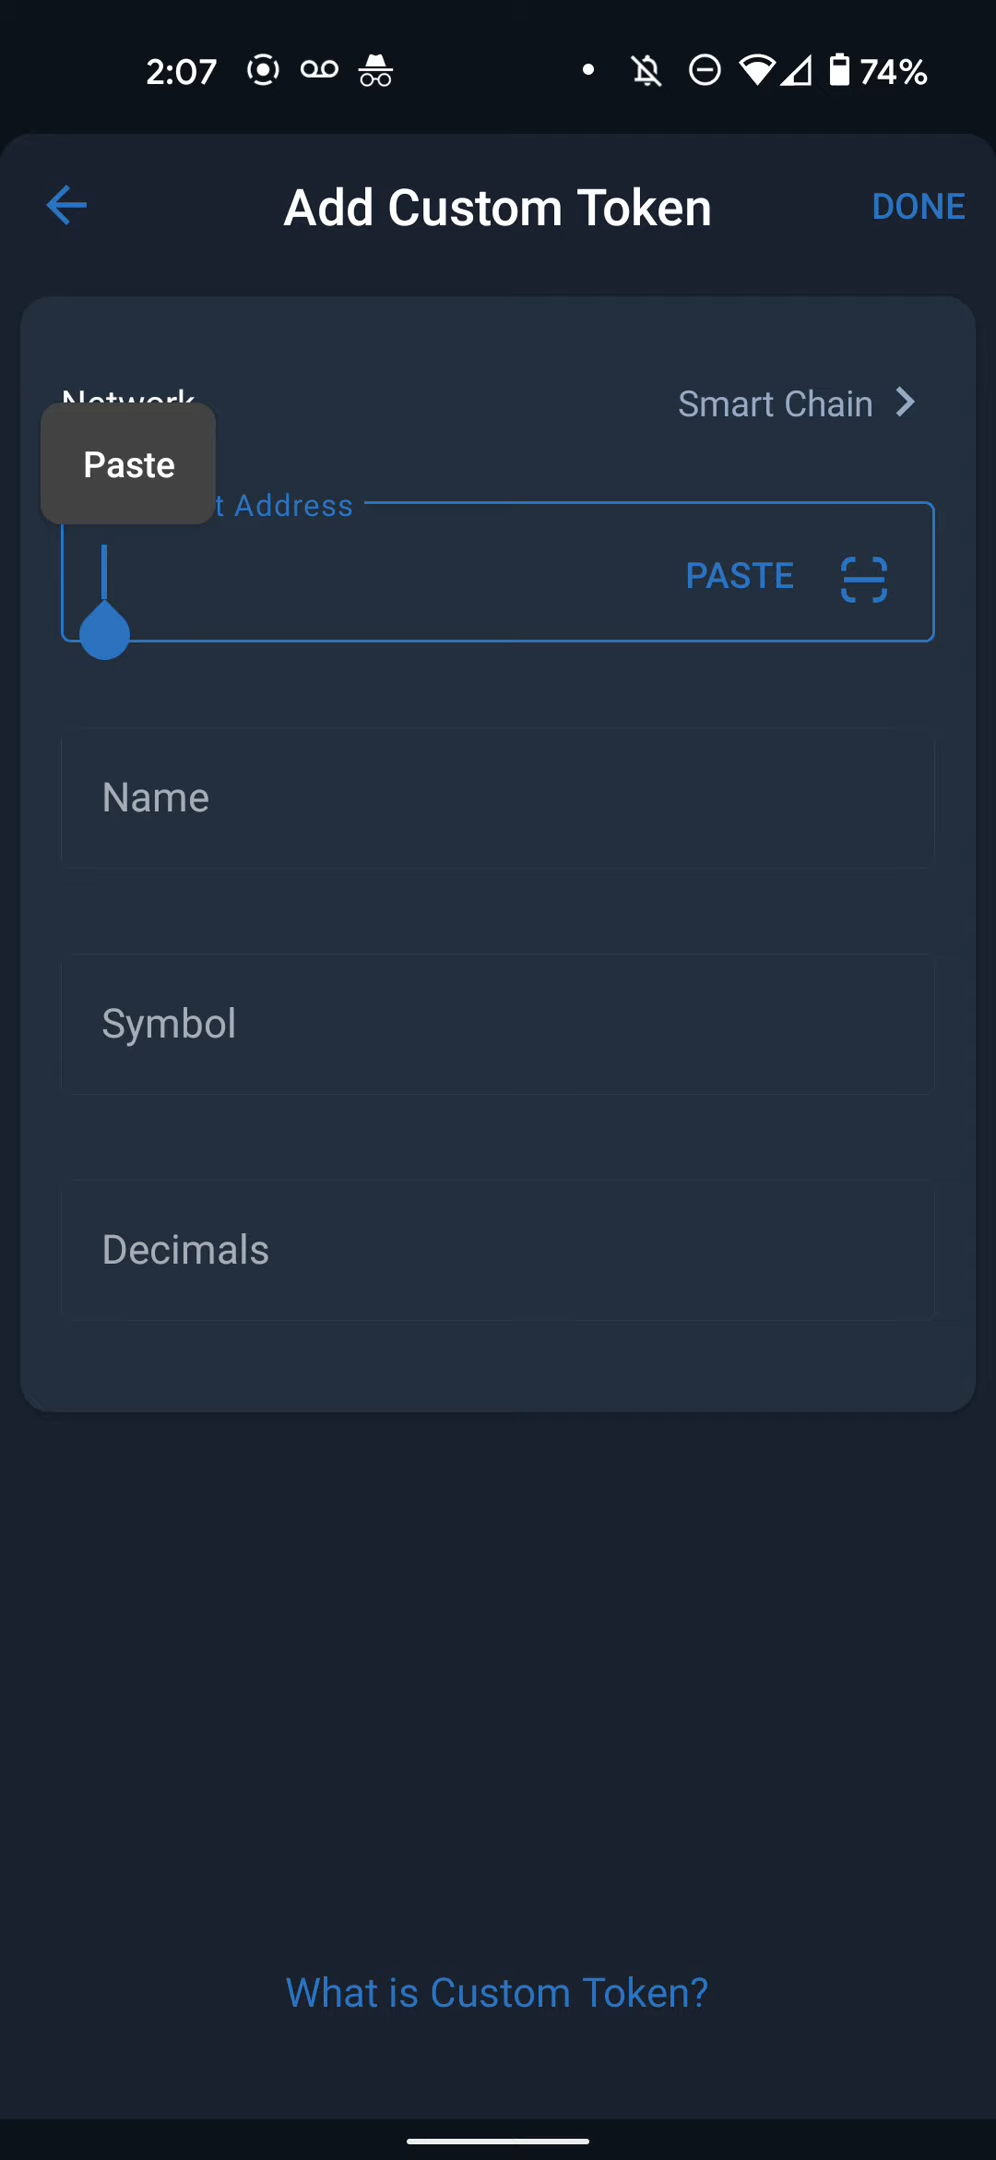 2:07
74%
Add Custom Token
DONE
Network
Smart Chain
Paste
t Address
PASTE
Name
Symbol
Decimals
What is Custom Token?